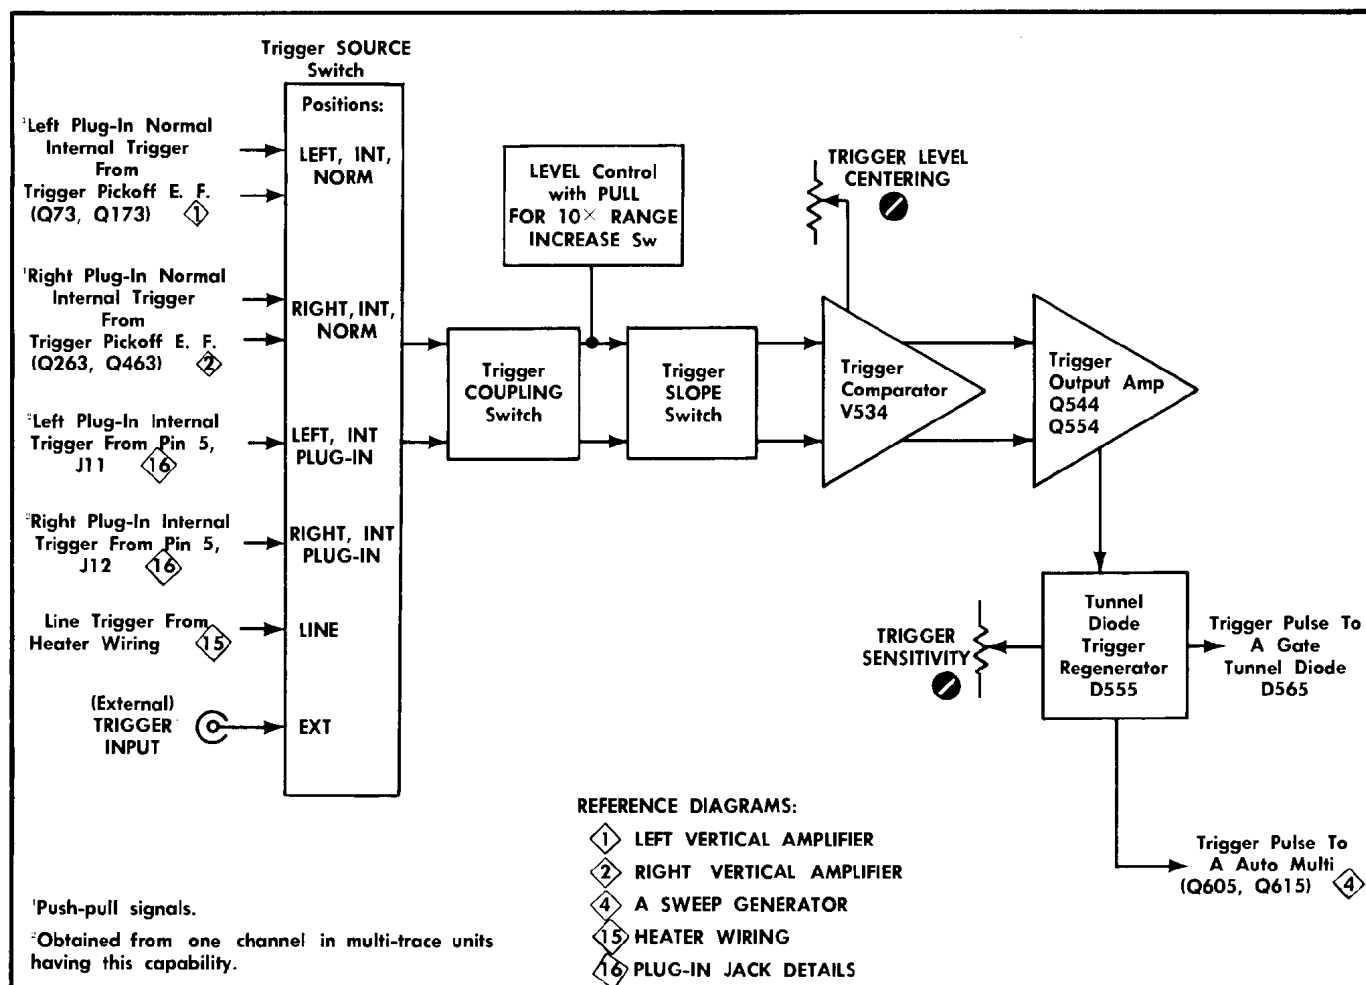 Trigger SOURCE
Switch
Positions:
¹Left Plug-In Normal
Internal Trigger
From
Trigger Pickoff E. F.
(Q73, Q173)
1
LEFT, INT,
NORM
¹Right Plug-In Normal
Internal Trigger
From
Trigger Pickoff E. F.
(Q263, Q463)
2
RIGHT, INT,
NORM
²Left Plug-In Internal
Trigger From Pin 5,
J11
16
LEFT, INT
PLUG-IN
²Right Plug-In Internal
Trigger From Pin 5,
J12
16
RIGHT, INT
PLUG-IN
Line Trigger From
Heater Wiring
15
LINE
(External)
TRIGGER
INPUT
EXT
LEVEL Control
with PULL
FOR 10× RANGE
INCREASE Sw
Trigger
COUPLING
Switch
Trigger
SLOPE
Switch
TRIGGER LEVEL
CENTERING
Trigger
Comparator
V534
Trigger
Output Amp
Q544
Q554
TRIGGER
SENSITIVITY
Tunnel
Diode
Trigger
Regenerator
D555
Trigger Pulse To
A Gate
Tunnel Diode
D565
Trigger Pulse To
A Auto Multi
(Q605, Q615)
4
REFERENCE DIAGRAMS:
1 LEFT VERTICAL AMPLIFIER
2 RIGHT VERTICAL AMPLIFIER
4 A SWEEP GENERATOR
15 HEATER WIRING
16 PLUG-IN JACK DETAILS
¹Push-pull signals.
²Obtained from one channel in multi-trace units
having this capability.